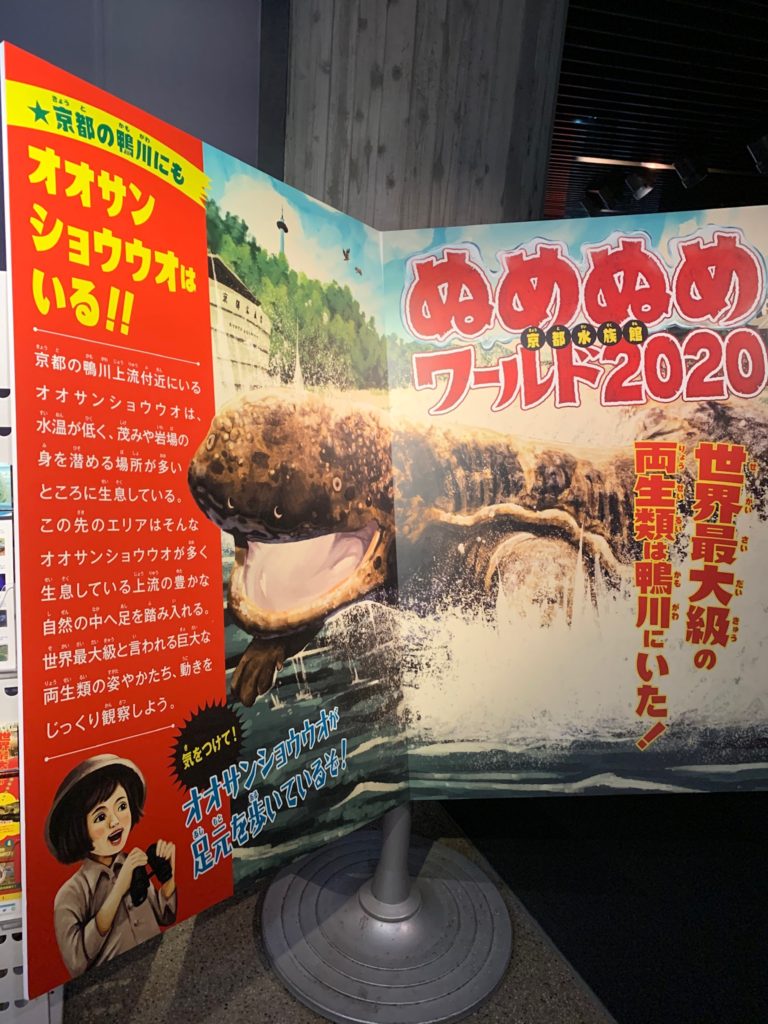 ★京都の鴨川にも
オオサン
ショウウオは
いる!!
京都の鴨川上流付近にいる
オオサンショウウオは、
水温が低く、茂みや岩場の
身を潜める場所が多い
ところに生息している。
この先のエリアはそんな
オオサンショウウオが多く
生息している上流の豊かな
自然の中へ足を踏み入れる。
世界最大級と言われる巨大な
両生類の姿やかたち、動きを
じっくり観察しよう。
気をつけて!
オオサンショウウオが
足元を歩いているも!
ぬめぬめ
京都水族館
ワールド2020
世界最大級の
両生類は鴨川にいた!